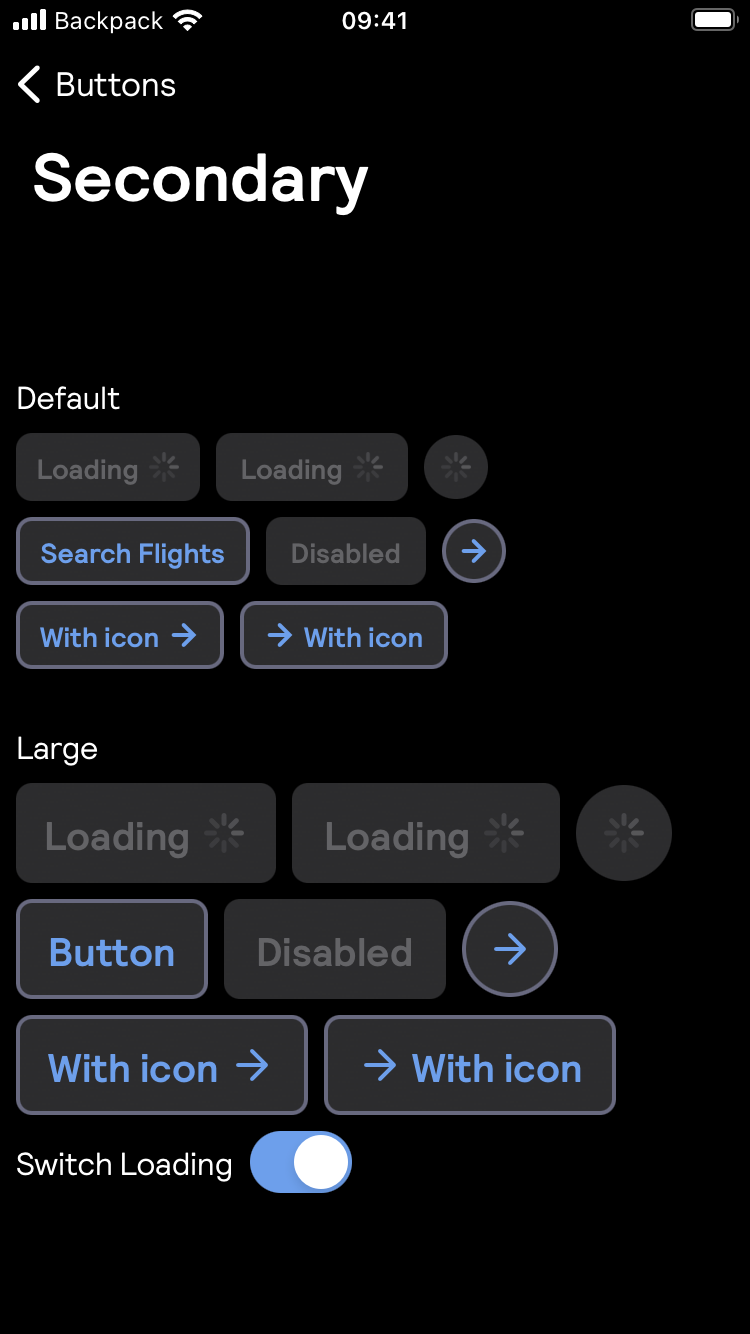 Backpack 09:41
Buttons
Secondary
Default
Loading Loading
Search Flights Disabled
With icon With icon
Large
Loading Loading
Button Disabled
With icon With icon
Switch Loading